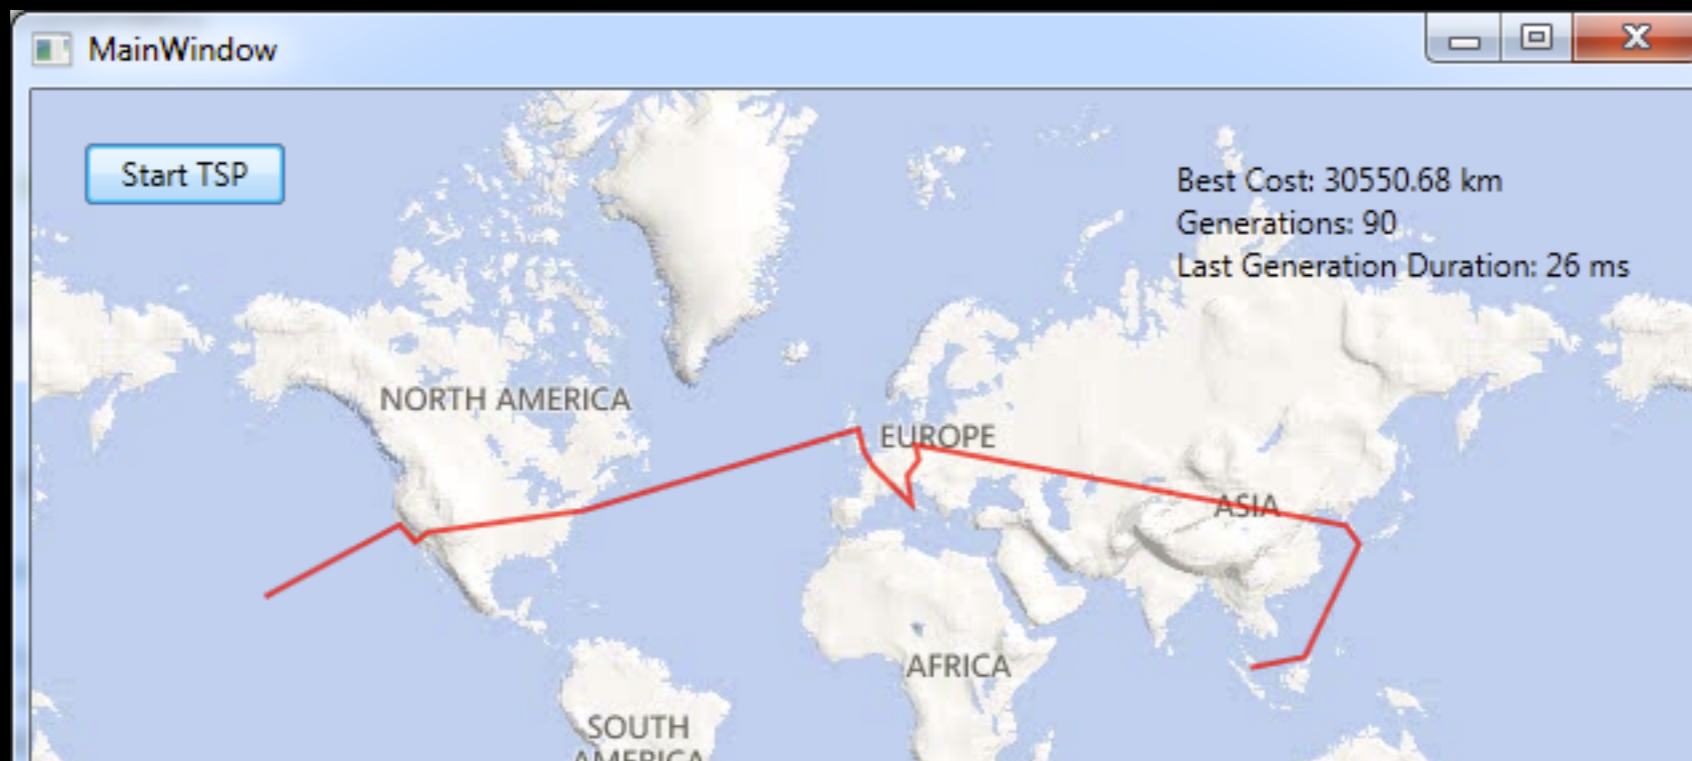 MainWindow
Start TSP
Best Cost: 30550.68 km
Generations: 90
Last Generation Duration: 26 ms
NORTH AMERICA
EUROPE
ASIA
AFRICA
SOUTH
AMERICA